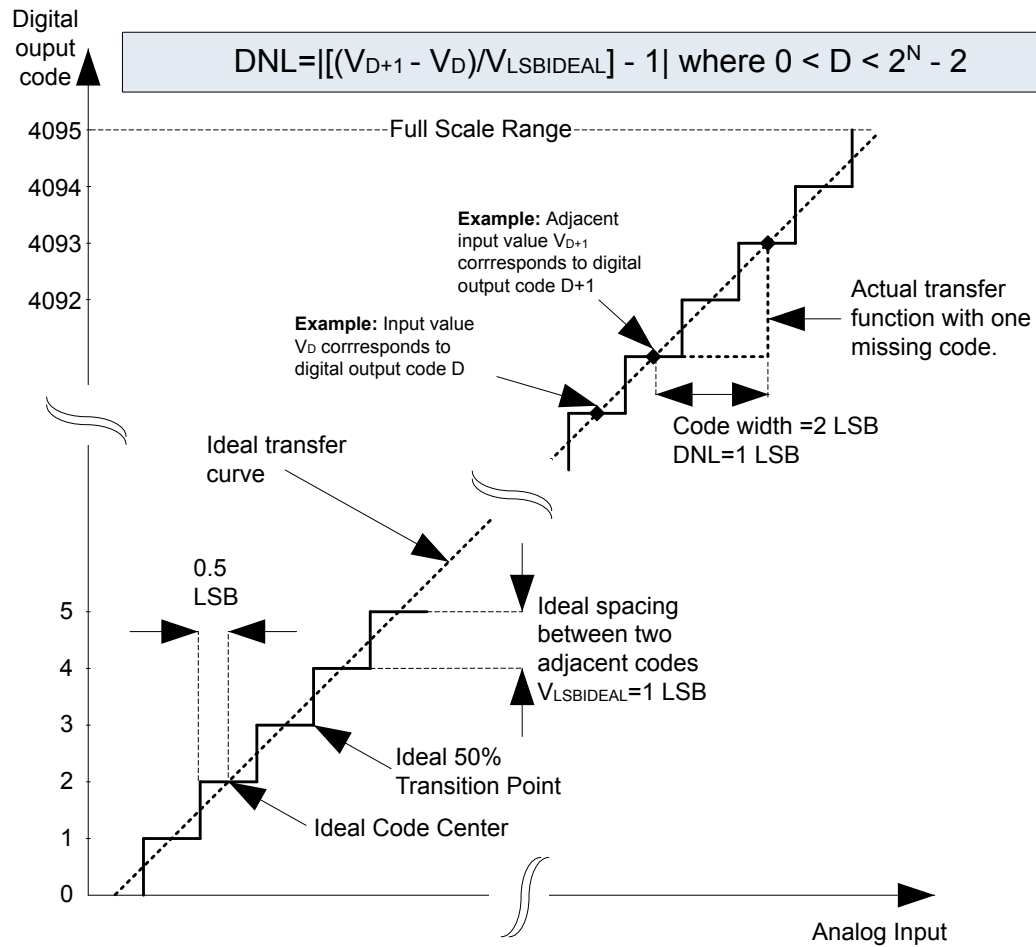 Digital
ouput
code
DNL=|[(VD+1 - VD)/VLSBIDEAL] - 1| where 0 < D < 2^N - 2
4095
Full Scale Range
4094
4093
4092
Example: Adjacent
input value VD+1
corrresponds to digital
output code D+1
Example: Input value
VD corrresponds to
digital output code D
Actual transfer
function with one
missing code.
Code width =2 LSB
DNL=1 LSB
Ideal transfer
curve
0.5
LSB
5
4
3
2
1
0
Ideal spacing
between two
adjacent codes
VLSBIDEAL=1 LSB
Ideal 50%
Transition Point
Ideal Code Center
Analog Input